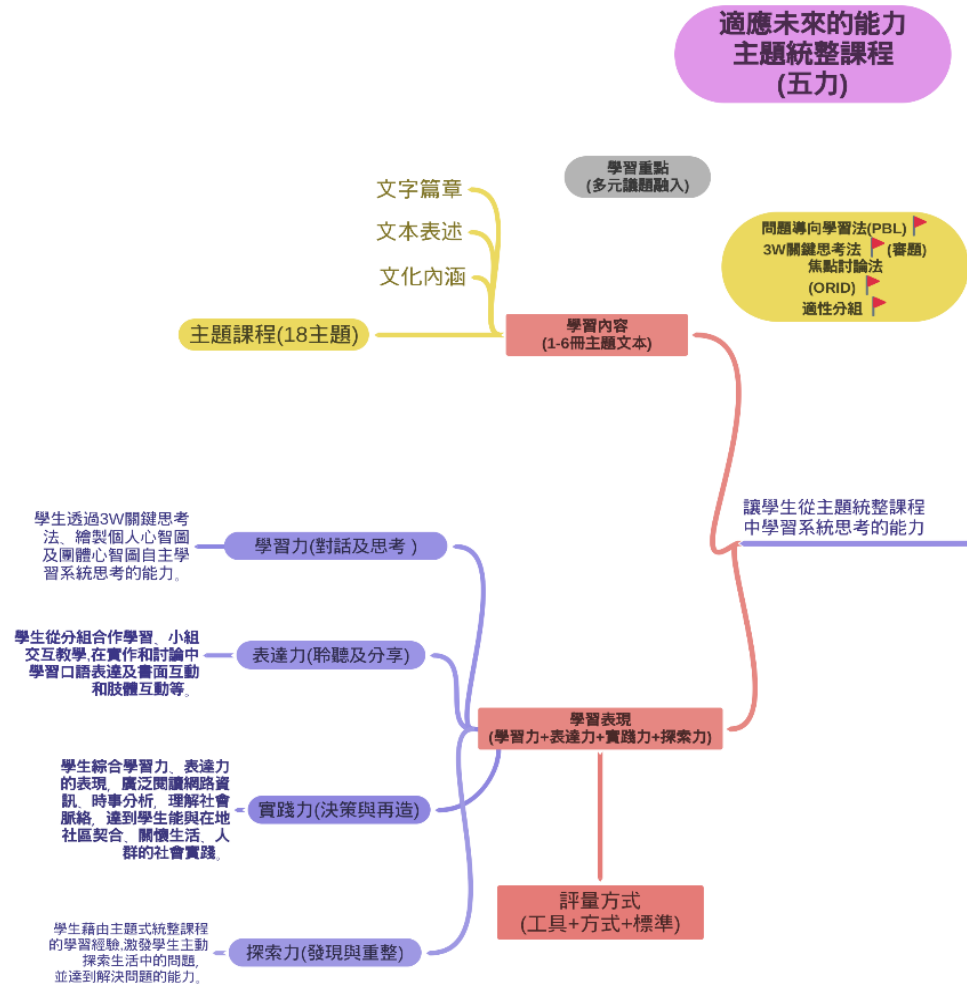 適應未來的能力
主題統整課程
(五力)
學習重點
(多元議題融入)
文字篇章
文本表述
文化內涵
主題課程(18主題)
學習內容
(1-6冊主題文本)
問題導向學習法(PBL)
3W關鍵思考法 (審題)
焦點討論法
(ORID)
適性分組
讓學生從主題統整課程
中學習系統思考的能力
學生透過3W關鍵思考
法、繪製個人心智圖
及團體心智圖自主學
習系統思考的能力。
學習力(對話及思考 )
學生從分組合作學習、小組
交互教學,在實作和討論中
學習口語表達及書面互動
和肢體互動等。
表達力(聆聽及分享)
學習表現
(學習力+表達力+實踐力+探索力)
學生綜合學習力、表達力
的表現，廣泛閱讀網路資
訊、時事分析，理解社會
脈絡，達到學生能與在地
社區契合、關懷生活、人
群的社會實踐。
實踐力(決策與再造)
評量方式
(工具+方式+標準)
學生藉由主題式統整課程
的學習經驗,激發學生主動
探索生活中的問題,
並達到解決問題的能力。
探索力(發現與重整)